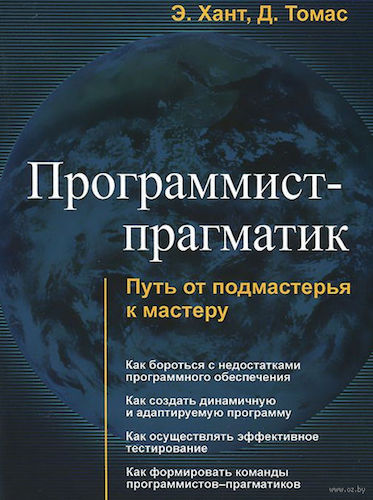 Э. Хант, Д. Томас
Программист-
прагматик
Путь от подмастерья
к мастеру
Как бороться с недостатками
программного обеспечения
Как создать динамичную
и адаптируемую программу
Как осуществлять эффективное
тестирование
Как формировать команды
программистов–прагматиков
www.oz.by